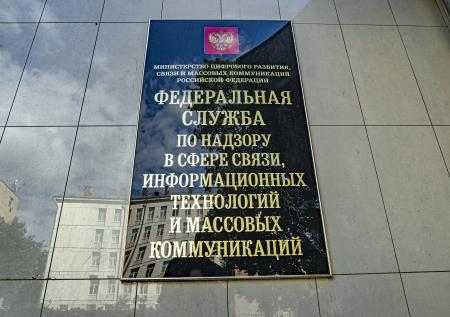 МИНИСТЕРСТВО ЦИФРОВОГО РАЗВИТИЯ,
СВЯЗИ И МАССОВЫХ КОММУНИКАЦИЙ
РОССИЙСКОЙ ФЕДЕРАЦИИ
ФЕДЕРАЛЬНАЯ
СЛУЖБА
ПО НАДЗОРУ
В СФЕРЕ СВЯЗИ,
ИНФОРМАЦИОННЫХ
ТЕХНОЛОГИЙ
И МАССОВЫХ
КОММУНИКАЦИЙ